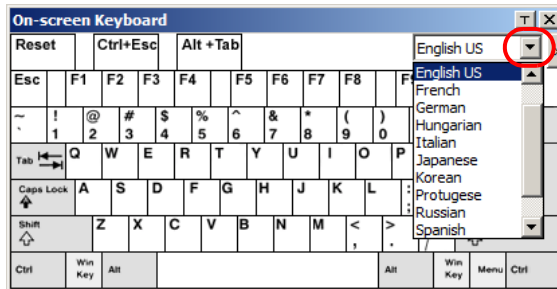 On-screen Keyboard T X
Reset Ctrl+Esc Alt +Tab English US
Esc F1 F2 F3 F4 F5 F6 F7 F8
~ ! @ # $ % ^ & * ( )
` 1 2 3 4 5 6 7 8 9 0
Tab Q W E R T Y U I O P
Caps Lock A S D F G H J K L : ;
Shift Z X C V B N M < , > . /
Ctrl Win Key Alt Alt Win Key Menu Ctrl
English US
French
German
Hungarian
Italian
Japanese
Korean
Protugese
Russian
Spanish